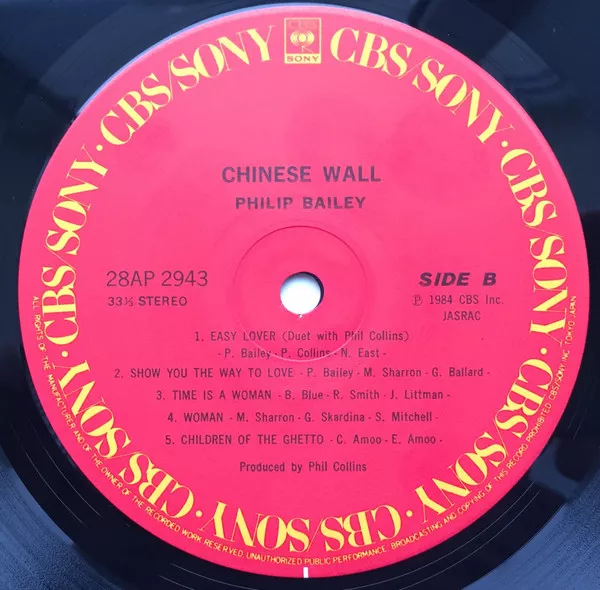 CBS
SONY
CBS/SONY · CBS/SONY · CBS/SONY · CBS/SONY · CBS/SONY · CBS/SONY · CBS/SONY · CBS/SONY
CHINESE WALL
PHILIP BAILEY
28AP 2943
33⅓ STEREO
SIDE B
Ⓟ 1984 CBS Inc.
JASRAC
1. EASY LOVER (Duet with Phil Collins)
- P. Bailey - P. Collins - N. East -
2. SHOW YOU THE WAY TO LOVE - P. Bailey - M. Sharron - G. Ballard -
3. TIME IS A WOMAN - B. Blue - R. Smith - J. Littman -
4. WOMAN - M. Sharron - G. Skardina - S. Mitchell -
5. CHILDREN OF THE GHETTO - C. Amoo - E. Amoo -
Produced by Phil Collins
ALL RIGHTS OF THE MANUFACTURER AND OF THE OWNER OF THE RECORDED WORK RESERVED. UNAUTHORIZED PUBLIC PERFORMANCE, BROADCASTING AND COPYING OF THIS RECORD PROHIBITED. CBS/SONY INC. TOKYO, JAPAN